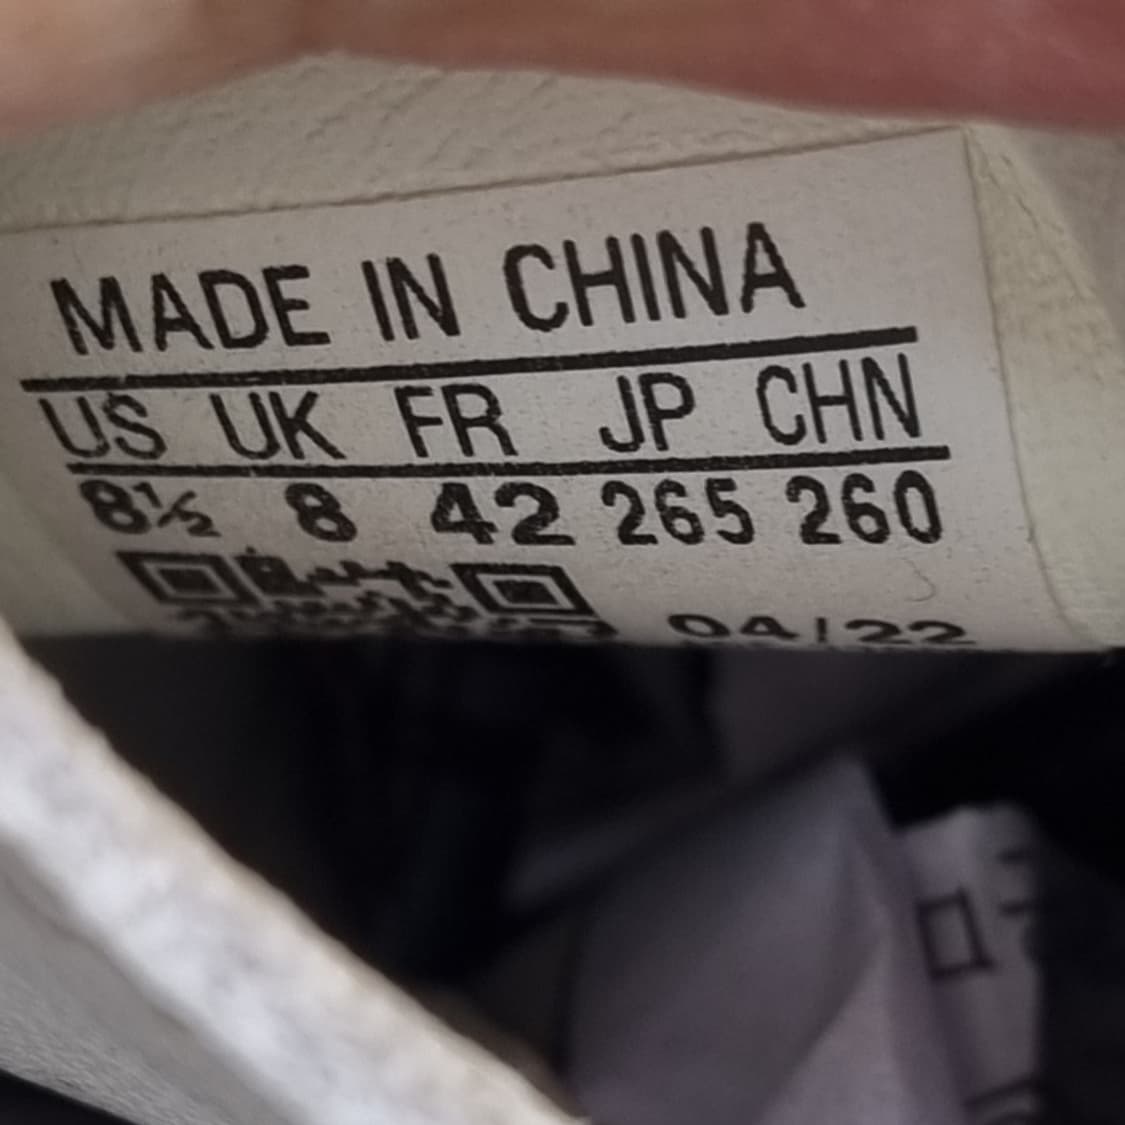 MADE IN CHINA
US UK FR JP CHN
8½ 8 42 265 260
04/22